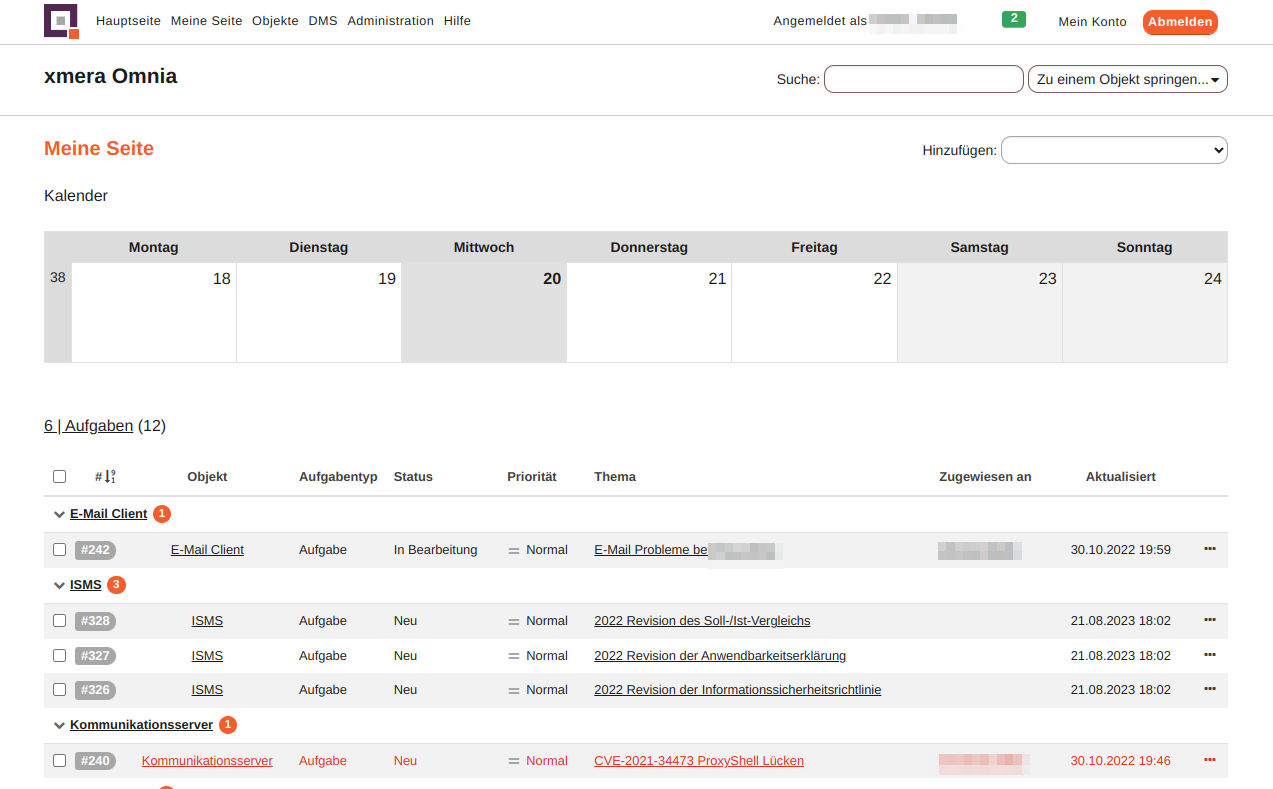 Hauptseite Meine Seite Objekte DMS Administration Hilfe Angemeldet als 2 Mein Konto Abmelden
xmera Omnia Suche: Zu einem Objekt springen...
Meine Seite Hinzufügen:
Kalender
Montag Dienstag Mittwoch Donnerstag Freitag Samstag Sonntag
38 18 19 20 21 22 23 24
6 | Aufgaben (12)
# Objekt Aufgabentyp Status Priorität Thema Zugewiesen an Aktualisiert
E-Mail Client 1
#242 E-Mail Client Aufgabe In Bearbeitung Normal E-Mail Probleme be 30.10.2022 19:59
ISMS 3
#328 ISMS Aufgabe Neu Normal 2022 Revision des Soll-/Ist-Vergleichs 21.08.2023 18:02
#327 ISMS Aufgabe Neu Normal 2022 Revision der Anwendbarkeitserklärung 21.08.2023 18:02
#326 ISMS Aufgabe Neu Normal 2022 Revision der Informationssicherheitsrichtlinie 21.08.2023 18:02
Kommunikationsserver 1
#240 Kommunikationsserver Aufgabe Neu Normal CVE-2021-34473 ProxyShell Lücken 30.10.2022 19:46